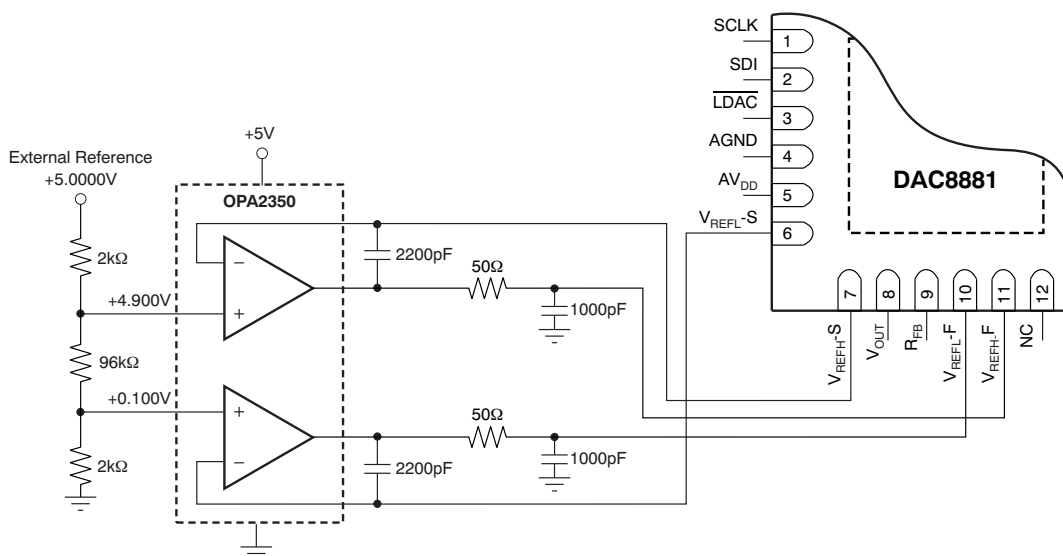 SCLK
1
SDI
2
LDAC
3
AGND
4
AVDD
5
VREFL-S
6
DAC8881
7
8
9
10
11
12
VREFH-S
VOUT
RFB
VREFL-F
VREFH-F
NC
+5V
External Reference
+5.0000V
OPA2350
2kΩ
+4.900V
96kΩ
+0.100V
2kΩ
−
+
+
−
2200pF
50Ω
1000pF
50Ω
2200pF
1000pF